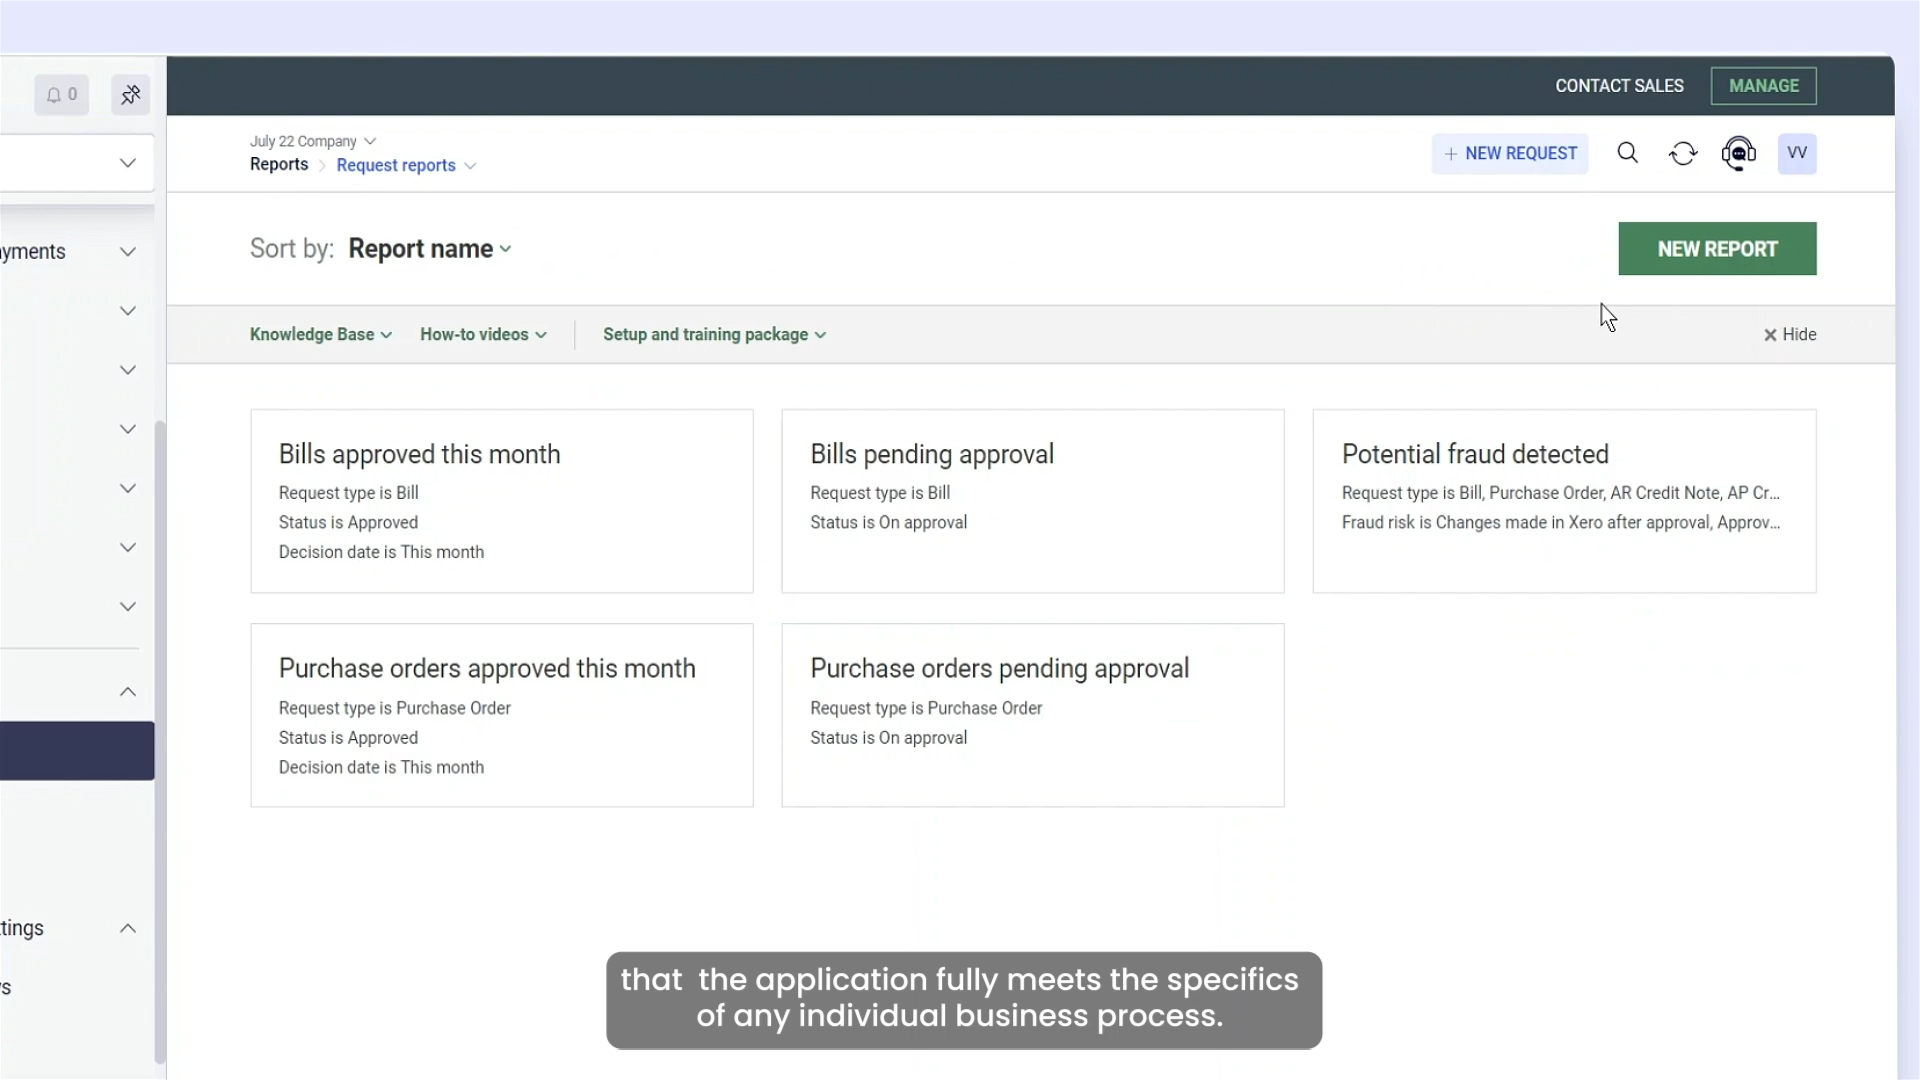 0
CONTACT SALES
MANAGE
July 22 Company
Reports
Request reports
+ NEW REQUEST
VV
yments
Sort by: Report name
NEW REPORT
Knowledge Base
How-to videos
Setup and training package
Hide
Bills approved this month
Request type is Bill
Status is Approved
Decision date is This month
Bills pending approval
Request type is Bill
Status is On approval
Potential fraud detected
Request type is Bill, Purchase Order, AR Credit Note, AP Cr...
Fraud risk is Changes made in Xero after approval, Approv...
Purchase orders approved this month
Request type is Purchase Order
Status is Approved
Decision date is This month
Purchase orders pending approval
Request type is Purchase Order
Status is On approval
tings
s
that the application fully meets the specifics
of any individual business process.